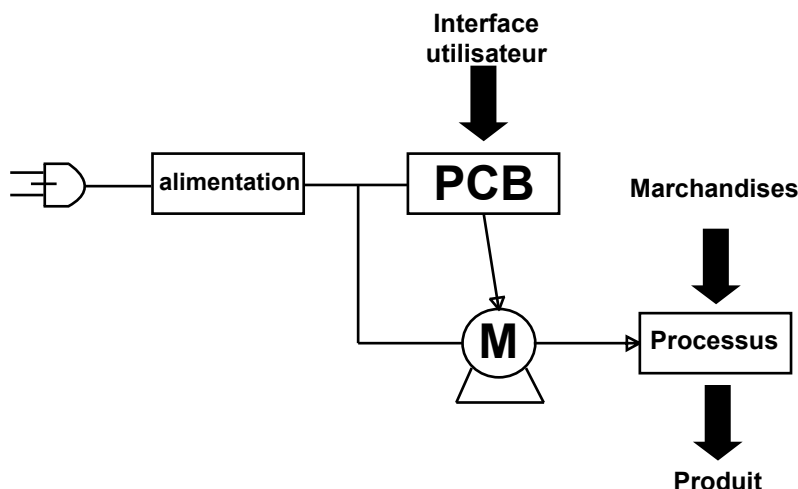 Interface
utilisateur
alimentation
PCB
Marchandises
M
Processus
Produit